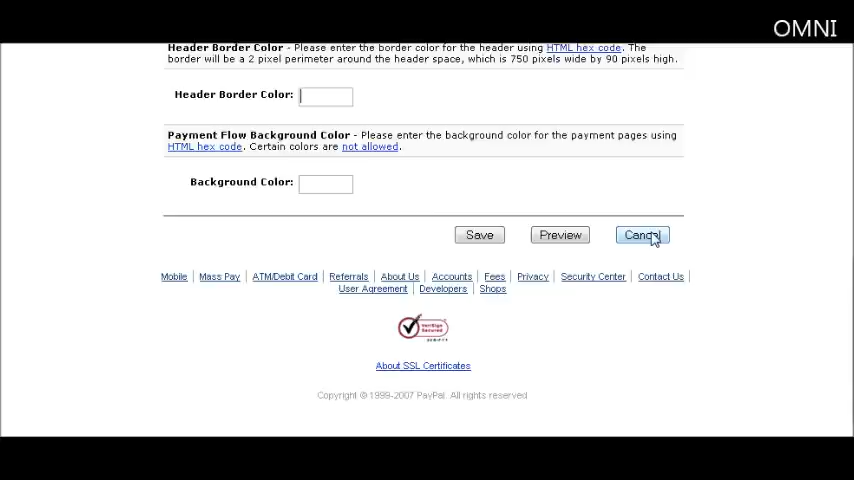 OMNI
Header Border Color - Please enter the border color for the header using HTML hex code. The
border will be a 2 pixel perimeter around the header space, which is 750 pixels wide by 90 pixels high.
Header Border Color:
Payment Flow Background Color - Please enter the background color for the payment pages using
HTML hex code. Certain colors are not allowed.
Background Color:
Save Preview Cancel
Mobile | Mass Pay | ATM/Debit Card | Referrals | About Us | Accounts | Fees | Privacy | Security Center | Contact Us |
User Agreement | Developers | Shops
VeriSign
Secured
About SSL Certificates
Copyright © 1999-2007 PayPal. All rights reserved